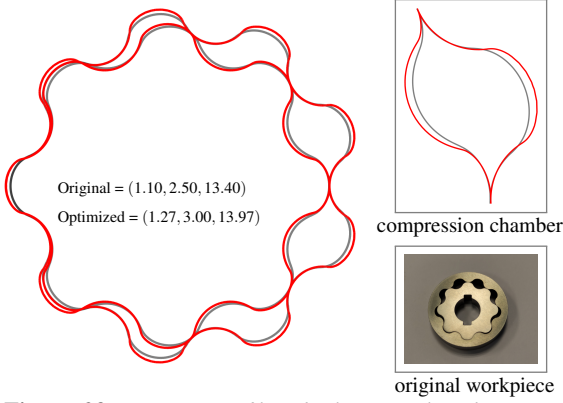 Original = (1.10, 2.50, 13.40)
Optimized = (1.27, 3.00, 13.97)
compression chamber
original workpiece